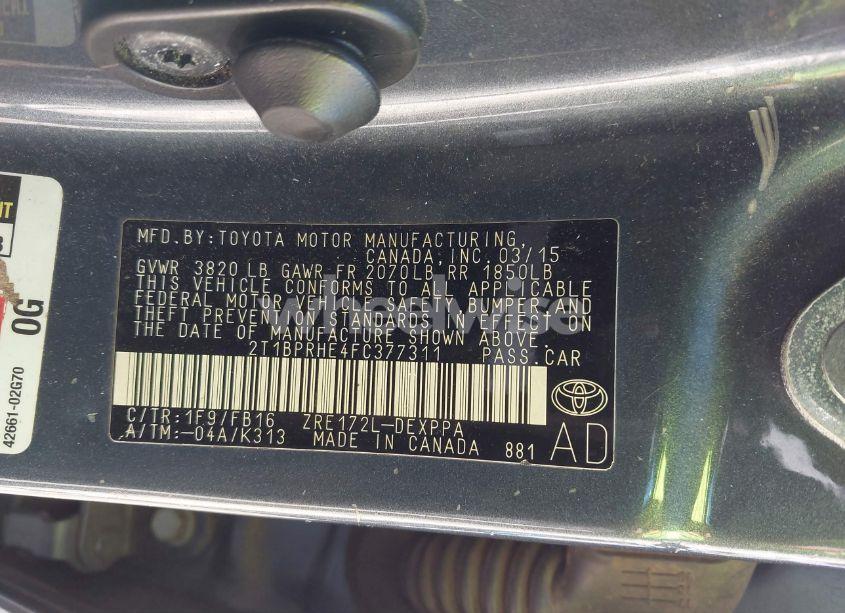 MFD.BY:TOYOTA MOTOR MANUFACTURING,
CANADA,INC. 03/15
GVWR 3820 LB GAWR FR 2070LB RR 1850LB
THIS VEHICLE CONFORMS TO ALL APPLICABLE
FEDERAL MOTOR VEHICLE SAFETY BUMPER AND
THEFT PREVENTION STANDARDS IN EFFECT ON
THE DATE OF MANUFACTURE SHOWN ABOVE.
2T1BPRHE4FC377311 PASS.CAR
C/TR:1F9/FB16 ZRE172L-DEXPPA
A/TM:-04A/K313 MADE IN CANADA 881
AD
0G
42661-02G70
wheelwise